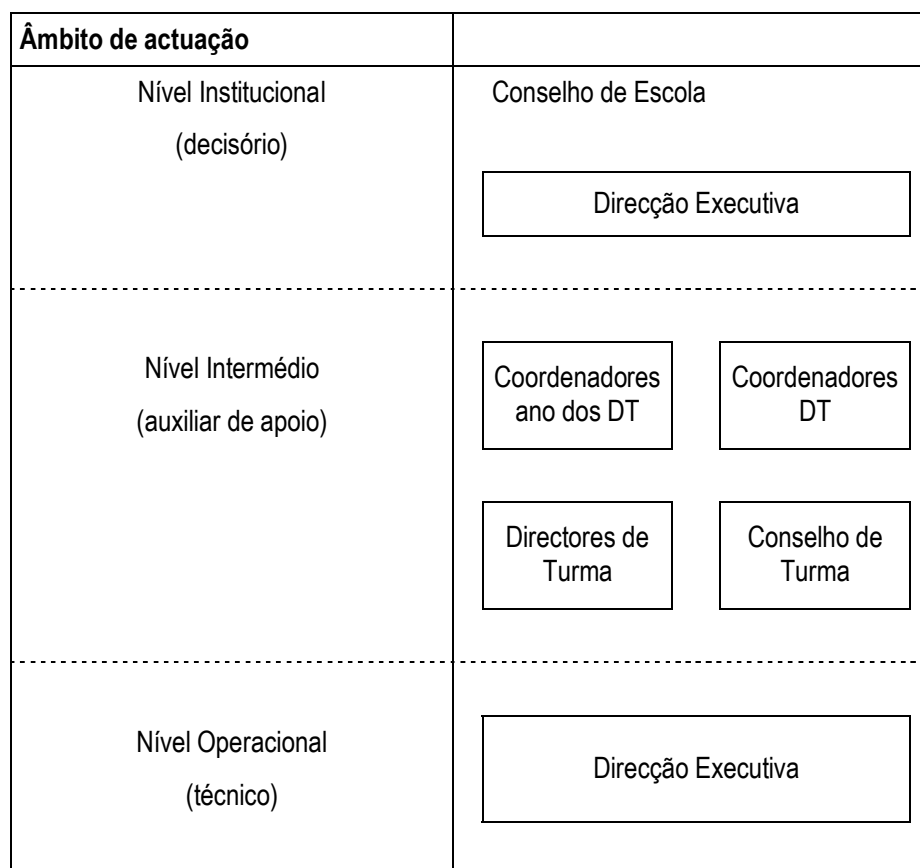 Âmbito de actuação
Nível Institucional
(decisório)
Conselho de Escola
Direcção Executiva
Nível Intermédio
(auxiliar de apoio)
Coordenadores
ano dos DT
Coordenadores
DT
Directores de
Turma
Conselho de
Turma
Nível Operacional
(técnico)
Direcção Executiva